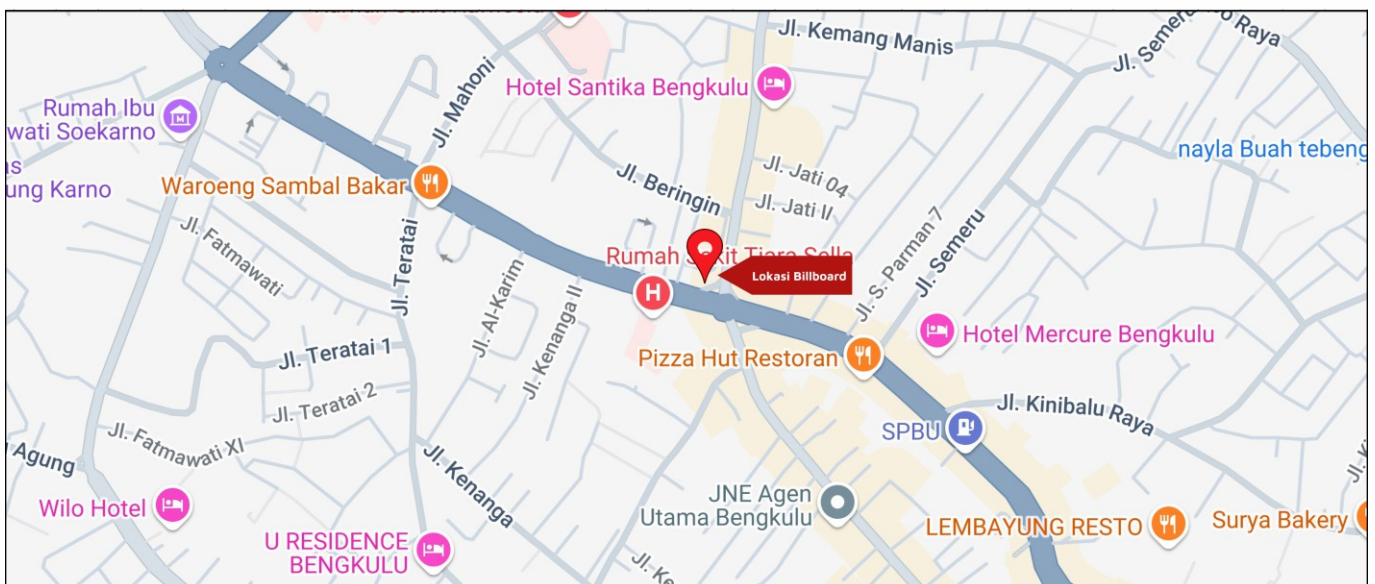 Jl. Kemang Manis
Raya
Jl. Semeru
Hotel Santika Bengkulu
Jl. Mahoni
Rumah Ibu
wati Soekarno
nayla Buah tebeng
ung Karno
Waroeng Sambal Bakar
Jl. Beringin
Jl. Jati 04
Jl. Jati II
Jl. Fatmawati
Jl. Teratai
Jl. Al-Karim
Jl. Kenanga II
Rumah S kit Tiara Sella
Lokasi Billboard
H
Jl. S. Parman-7
Jl. Semeru
Hotel Mercure Bengkulu
Pizza Hut Restoran
Jl. Teratai 1
Jl. Teratai 2
Jl. Kinibalu Raya
SPBU
Jl. Fatmawati XI
Agung
Jl. Kenanga
Wilo Hotel
JNE Agen
Utama Bengkulu
LEMBAYUNG RESTO
Surya Bakery
U RESIDENCE
BENGKULU
Jl. Ke